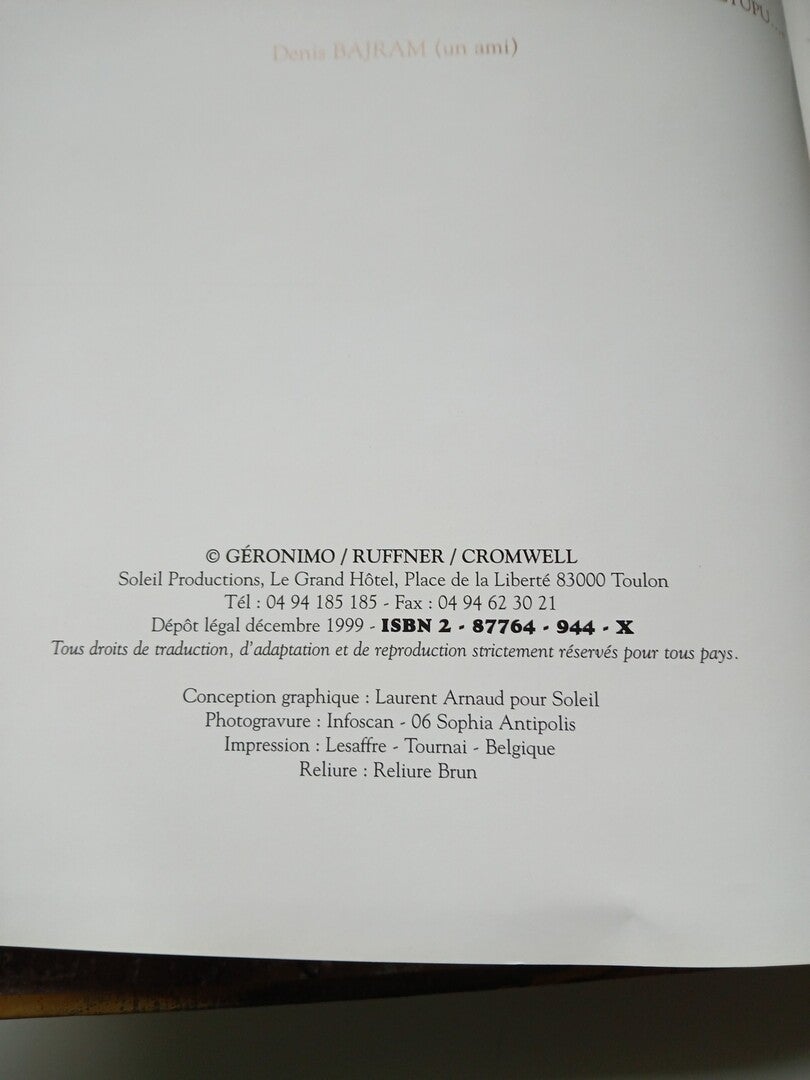 Denis BAJRAM (un ami)
© GÉRONIMO / RUFFNER / CROMWELL
Soleil Productions, Le Grand Hôtel, Place de la Liberté 83000 Toulon
Tél : 04 94 185 185 - Fax : 04 94 62 30 21
Dépôt légal décembre 1999 - ISBN 2 - 87764 - 944 - X
Tous droits de traduction, d'adaptation et de reproduction strictement réservés pour tous pays.
Conception graphique : Laurent Arnaud pour Soleil
Photogravure : Infoscan - 06 Sophia Antipolis
Impression : Lesaffre - Tournai - Belgique
Reliure : Reliure Brun